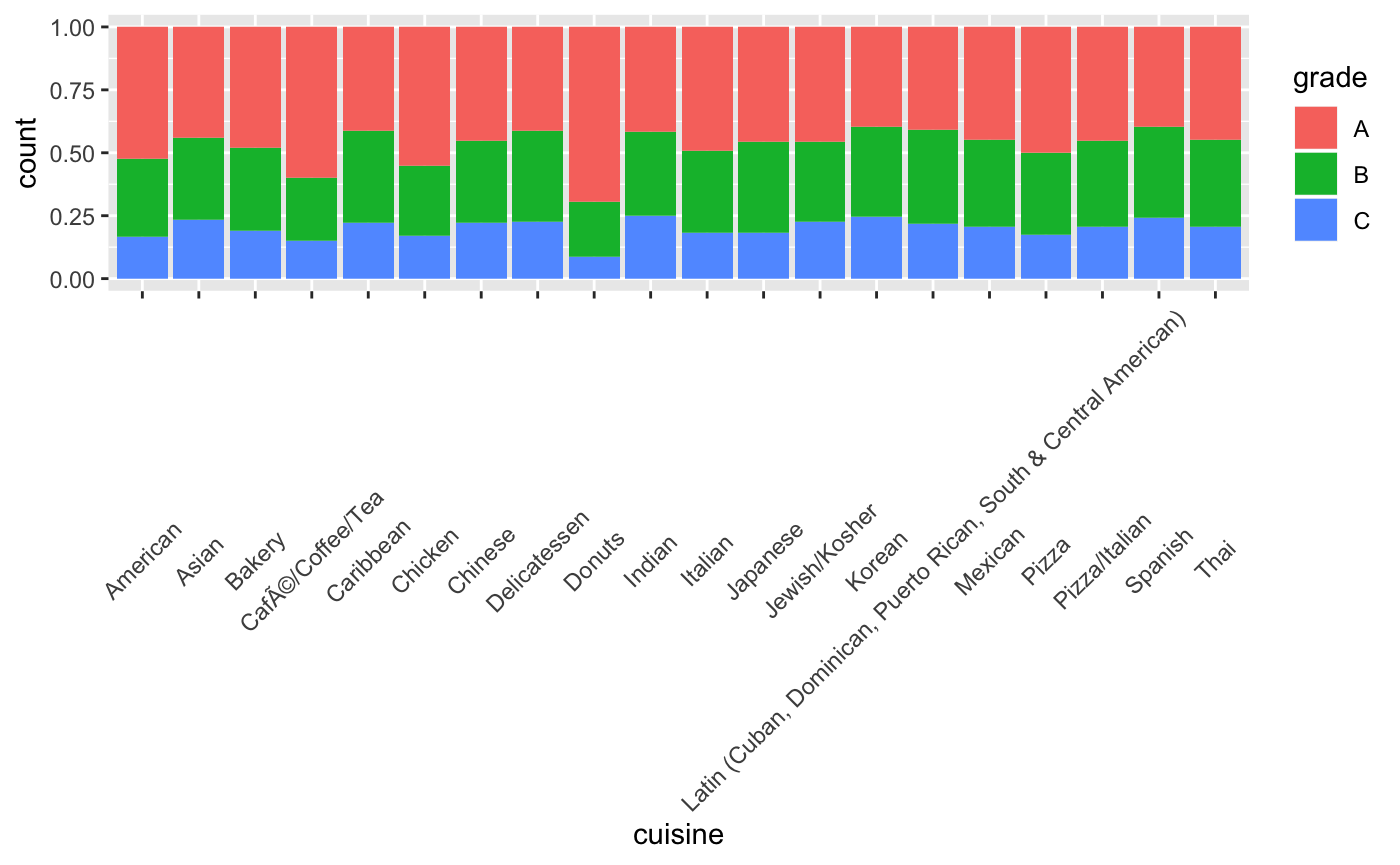 1.00
0.75
0.50
0.25
0.00
count
American
Asian
Bakery
CafÃ©/Coffee/Tea
Caribbean
Chicken
Chinese
Delicatessen
Donuts
Indian
Italian
Japanese
Jewish/Kosher
Korean
Latin (Cuban, Dominican, Puerto Rican, South & Central American)
Mexican
Pizza
Pizza/Italian
Spanish
Thai
cuisine
grade
A
B
C